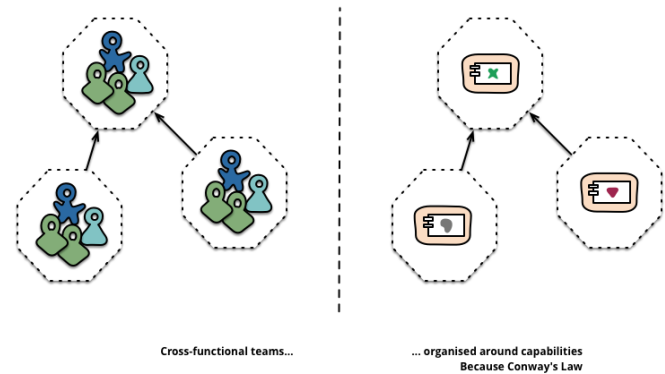 Cross-functional teams...
... organised around capabilities
Because Conway's Law